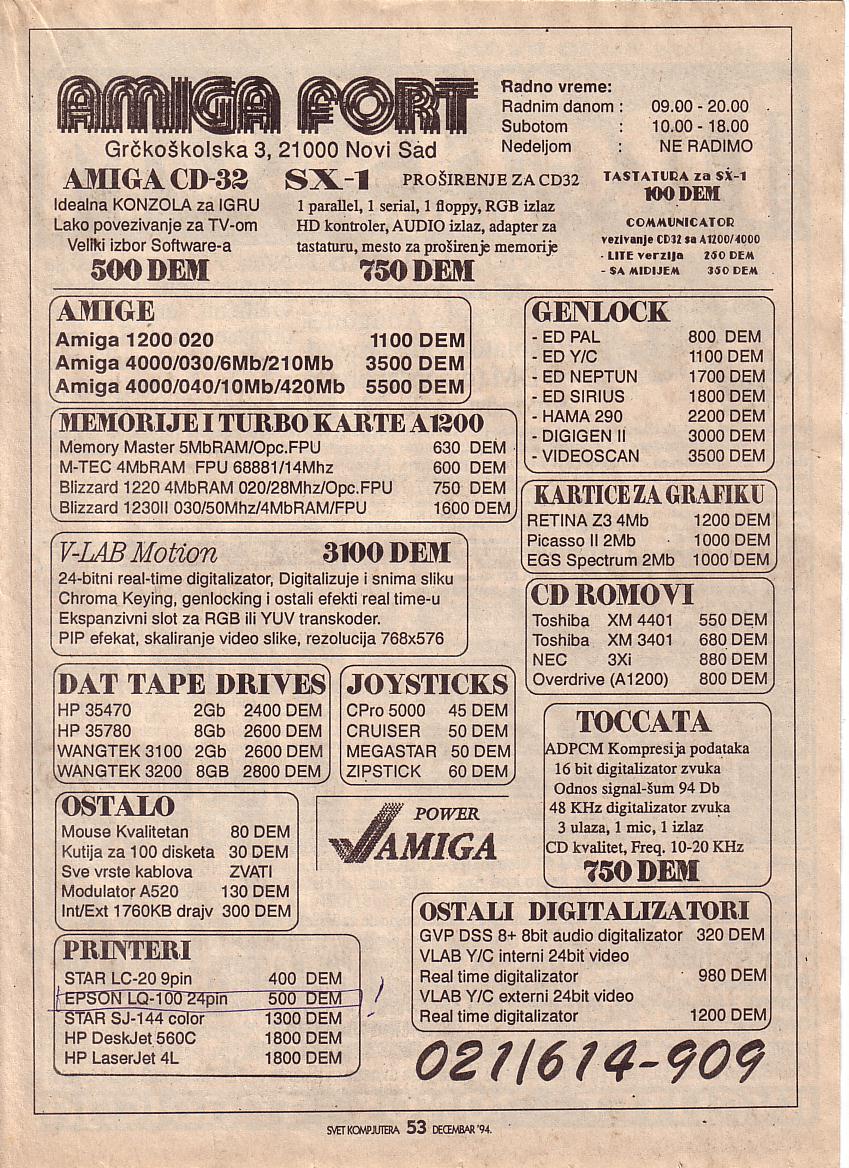 AMIGA FORT
Grčkoškolska 3, 21000 Novi Sad
Radno vreme:
Radnim danom : 09.00 - 20.00
Subotom : 10.00 - 18.00
Nedeljom : NE RADIMO
AMIGA CD-32
Idealna KONZOLA za IGRU
Lako povezivanje za TV-om
Veliki izbor Software-a
500 DEM
SX-1 PROŠIRENJE ZA CD32
1 parallel, 1 serial, 1 floppy, RGB izlaz
HD kontroler, AUDIO izlaz, adapter za
tastaturu, mesto za proširenje memorije
750 DEM
TASTATURA za SX-1
100 DEM
COMMUNICATOR
vezivanje CD32 sa A1200/4000
- LITE verzija 250 DEM
- SA MIDIJEM 350 DEM
AMIGE
Amiga 1200 020 1100 DEM
Amiga 4000/030/6Mb/210Mb 3500 DEM
Amiga 4000/040/10Mb/420Mb 5500 DEM
GENLOCK
- ED PAL 800 DEM
- ED Y/C 1100 DEM
- ED NEPTUN 1700 DEM
- ED SIRIUS 1800 DEM
- HAMA 290 2200 DEM
- DIGIGEN II 3000 DEM
- VIDEOSCAN 3500 DEM
MEMORIJE I TURBO KARTE A1200
Memory Master 5MbRAM/Opc.FPU 630 DEM
M-TEC 4MbRAM FPU 68881/14Mhz 600 DEM
Blizzard 1220 4MbRAM 020/28Mhz/Opc.FPU 750 DEM
Blizzard 1230II 030/50Mhz/4MbRAM/FPU 1600 DEM
KARTICE ZA GRAFIKU
RETINA Z3 4Mb 1200 DEM
Picasso II 2Mb 1000 DEM
EGS Spectrum 2Mb 1000 DEM
V-LAB Motion 3100 DEM
24-bitni real-time digitalizator, Digitalizuje i snima sliku
Chroma Keying, genlocking i ostali efekti real time-u
Ekspanzivni slot za RGB ili YUV transkoder.
PIP efekat, skaliranje video slike, rezolucija 768x576
CD ROMOVI
Toshiba XM 4401 550 DEM
Toshiba XM 3401 680 DEM
NEC 3Xi 880 DEM
Overdrive (A1200) 800 DEM
DAT TAPE DRIVES
HP 35470 2Gb 2400 DEM
HP 35780 8Gb 2600 DEM
WANGTEK 3100 2Gb 2600 DEM
WANGTEK 3200 8GB 2800 DEM
JOYSTICKS
CPro 5000 45 DEM
CRUISER 50 DEM
MEGASTAR 50 DEM
ZIPSTICK 60 DEM
TOCCATA
ADPCM Kompresija podataka
16 bit digitalizator zvuka
Odnos signal-šum 94 Db
48 KHz digitalizator zvuka
3 ulaza, 1 mic, 1 izlaz
CD kvalitet, Freq. 10-20 KHz
750 DEM
OSTALO
Mouse Kvalitetan 80 DEM
Kutija za 100 disketa 30 DEM
Sve vrste kablova ZVATI
Modulator A520 130 DEM
Int/Ext 1760KB drajv 300 DEM
POWER
AMIGA
OSTALI DIGITALIZATORI
GVP DSS 8+ 8bit audio digitalizator 320 DEM
VLAB Y/C interni 24bit video
Real time digitalizator 980 DEM
VLAB Y/C externi 24bit video
Real time digitalizator 1200 DEM
PRINTERI
STAR LC-20 9pin 400 DEM
EPSON LQ-100 24pin 500 DEM !
STAR SJ-144 color 1300 DEM
HP DeskJet 560C 1800 DEM
HP LaserJet 4L 1800 DEM
021/614-909
SVET KOMPJUTERA 53 DECEMBAR '94.